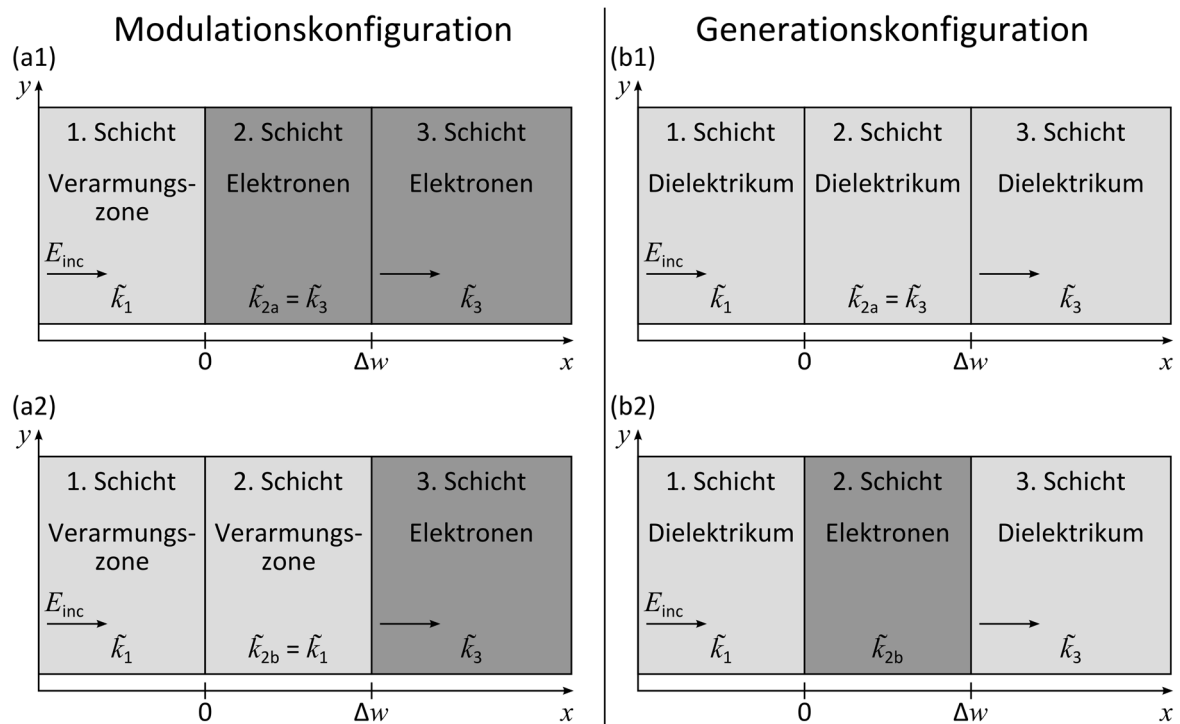 Modulationskonfiguration
Generationskonfiguration
(a1)
y
1. Schicht
2. Schicht
3. Schicht
Verarmungs-
zone
Elektronen
Elektronen
E_inc
k̃_1
k̃_2a = k̃_3
k̃_3
0
Δw
x
(b1)
y
1. Schicht
2. Schicht
3. Schicht
Dielektrikum
Dielektrikum
Dielektrikum
E_inc
k̃_1
k̃_2a = k̃_3
k̃_3
0
Δw
x
(a2)
y
1. Schicht
2. Schicht
3. Schicht
Verarmungs-
zone
Verarmungs-
zone
Elektronen
E_inc
k̃_1
k̃_2b = k̃_1
k̃_3
0
Δw
x
(b2)
y
1. Schicht
2. Schicht
3. Schicht
Dielektrikum
Elektronen
Dielektrikum
E_inc
k̃_1
k̃_2b
k̃_3
0
Δw
x